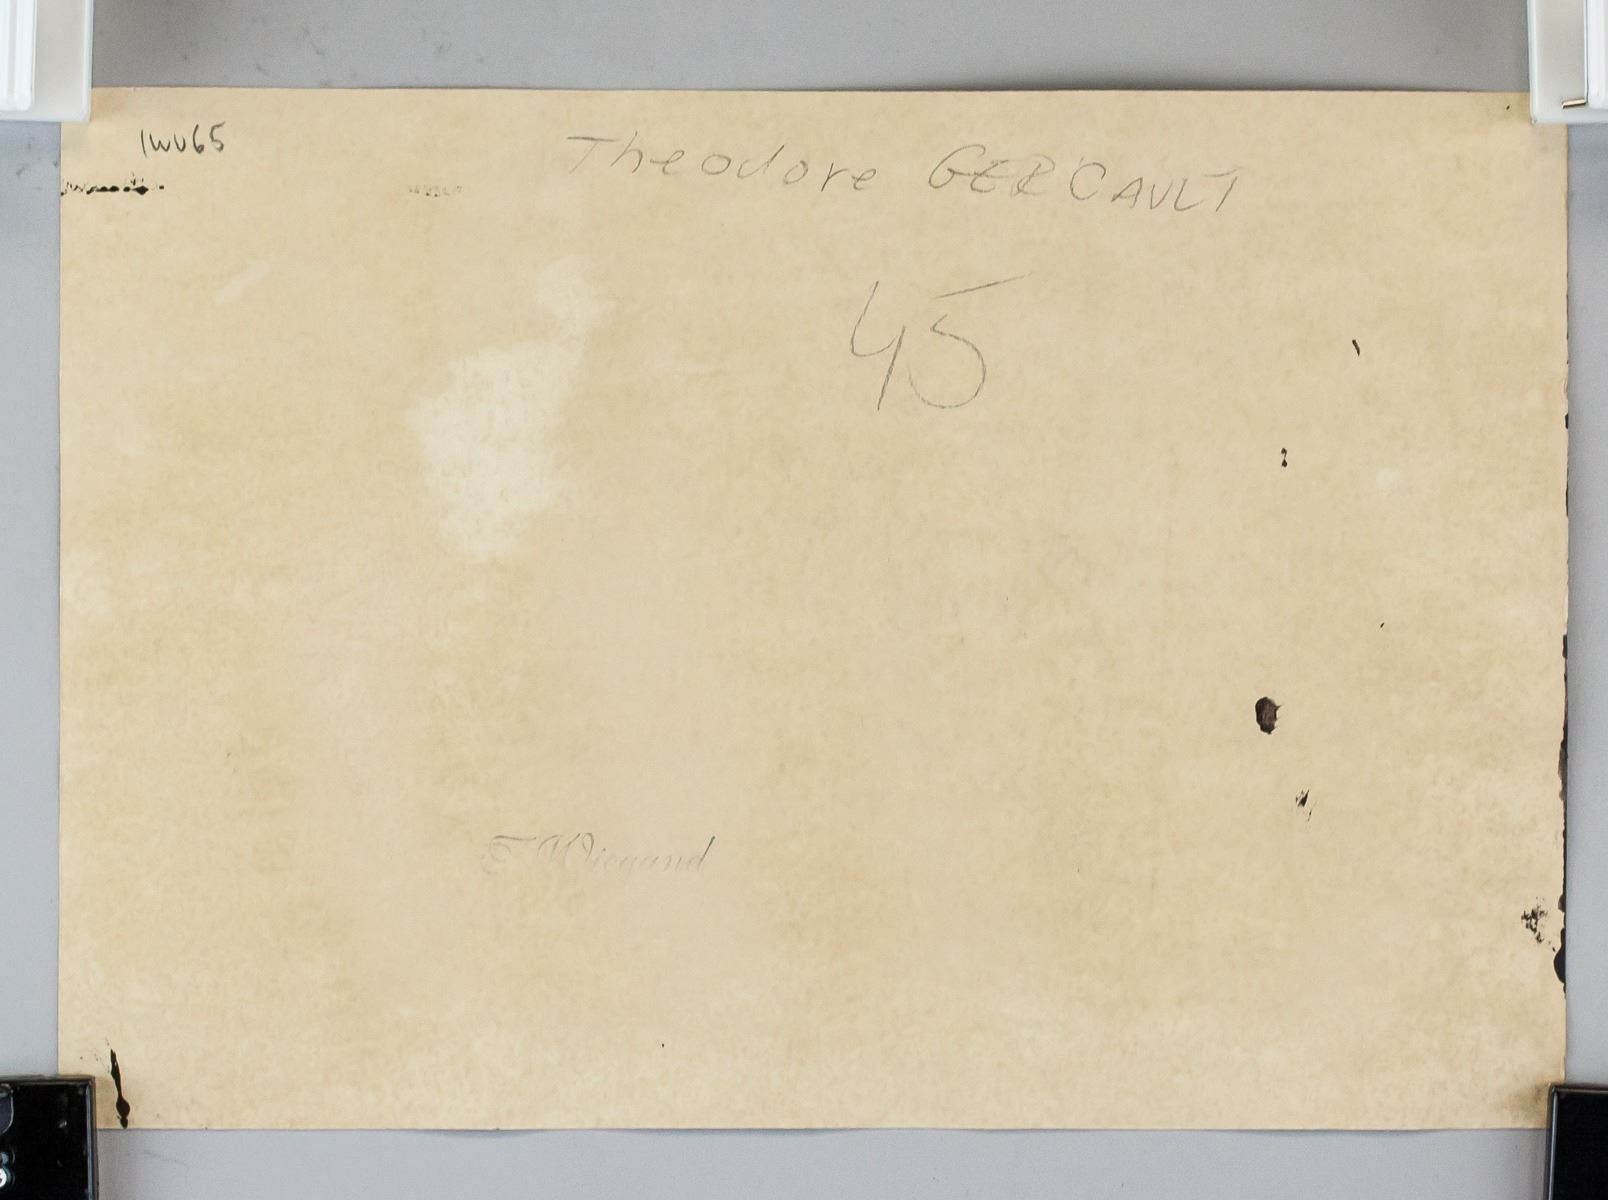 1WU65
Theodore GERCAULT
45
F Wiegand